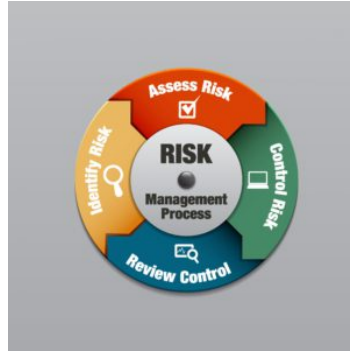 Assess Risk
Identify Risk
RISK
Management
Process
Control Risk
Review Control